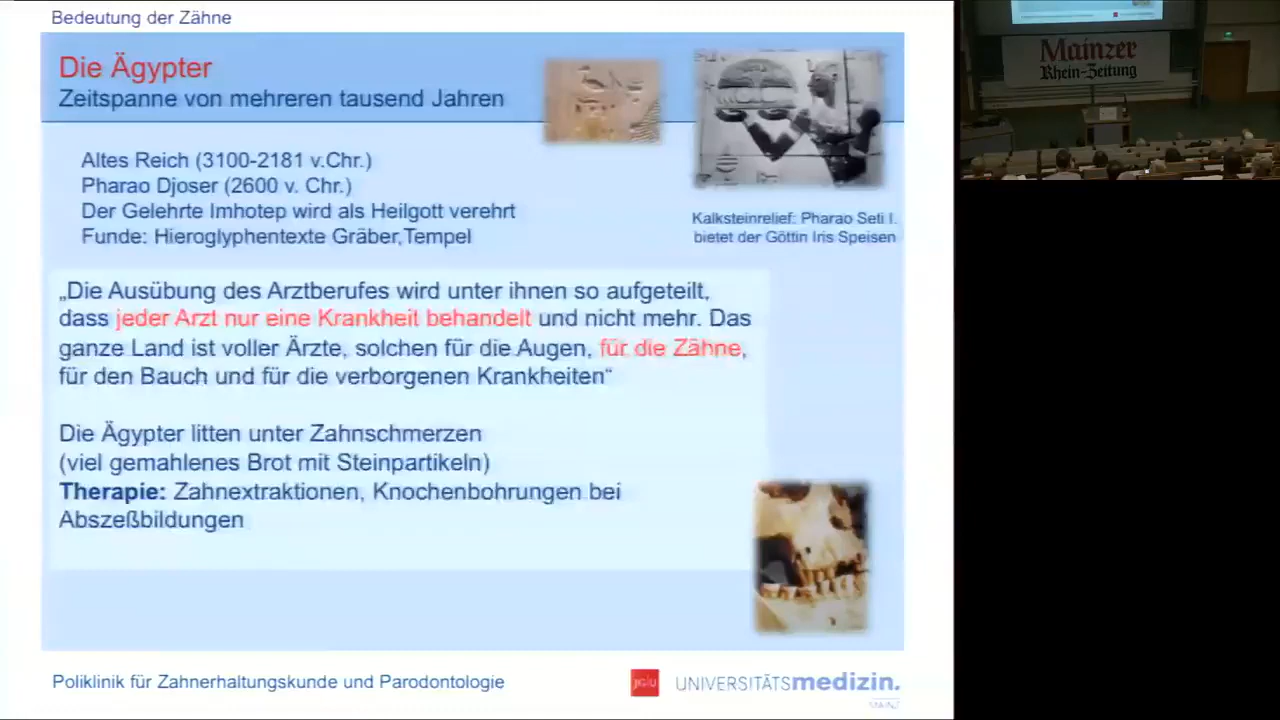 Bedeutung der Zähne
Die Ägypter
Zeitspanne von mehreren tausend Jahren
Altes Reich (3100-2181 v.Chr.)
Pharao Djoser (2600 v. Chr.)
Der Gelehrte Imhotep wird als Heilgott verehrt
Funde: Hieroglyphentexte Gräber,Tempel
Kalksteinrelief: Pharao Seti I.
bietet der Göttin Iris Speisen
„Die Ausübung des Arztberufes wird unter ihnen so aufgeteilt,
dass jeder Arzt nur eine Krankheit behandelt und nicht mehr. Das
ganze Land ist voller Ärzte, solchen für die Augen, für die Zähne,
für den Bauch und für die verborgenen Krankheiten“
Die Ägypter litten unter Zahnschmerzen
(viel gemahlenes Brot mit Steinpartikeln)
Therapie: Zahnextraktionen, Knochenbohrungen bei
Abszeßbildungen
Poliklinik für Zahnerhaltungskunde und Parodontologie
JG|U
UNIVERSITÄTSmedizin.
MAINZ
Mainzer
Rhein-Zeitung